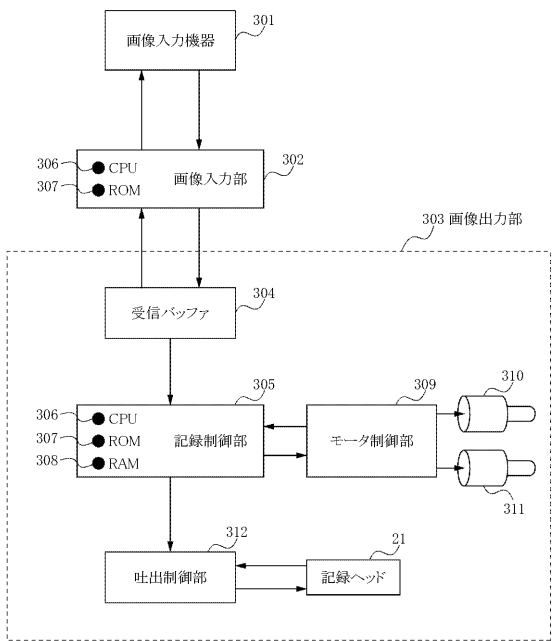 301
画像入力機器
306
CPU
302
307
ROM
画像入力部
303 画像出力部
304
受信バッファ
305
309
310
306
CPU
307
ROM
記録制御部
モータ制御部
308
RAM
311
312
21
吐出制御部
記録ヘッド